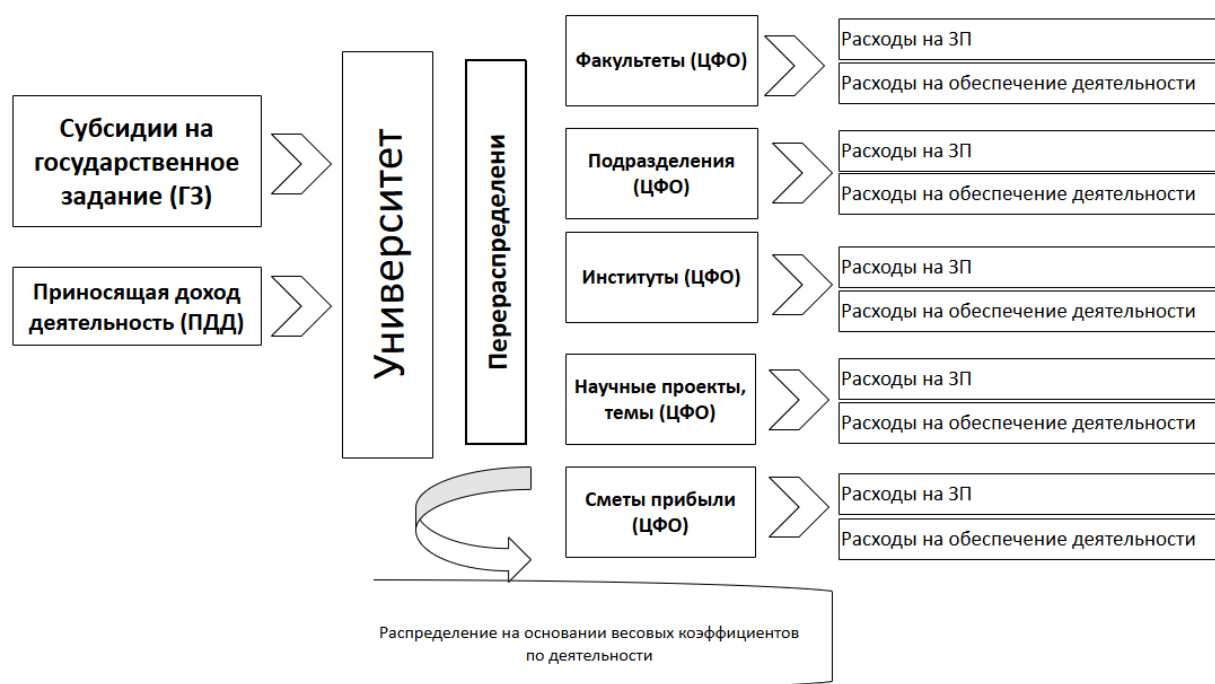 Субсидии на
государственное
задание (ГЗ)
Приносящая доход
деятельность (ПДД)
Университет
Перераспределени
Факультеты (ЦФО)
Расходы на ЗП
Расходы на обеспечение деятельности
Подразделения
(ЦФО)
Расходы на ЗП
Расходы на обеспечение деятельности
Институты (ЦФО)
Расходы на ЗП
Расходы на обеспечение деятельности
Научные проекты,
темы (ЦФО)
Расходы на ЗП
Расходы на обеспечение деятельности
Сметы прибыли
(ЦФО)
Расходы на ЗП
Расходы на обеспечение деятельности
Распределение на основании весовых коэффициентов
по деятельности